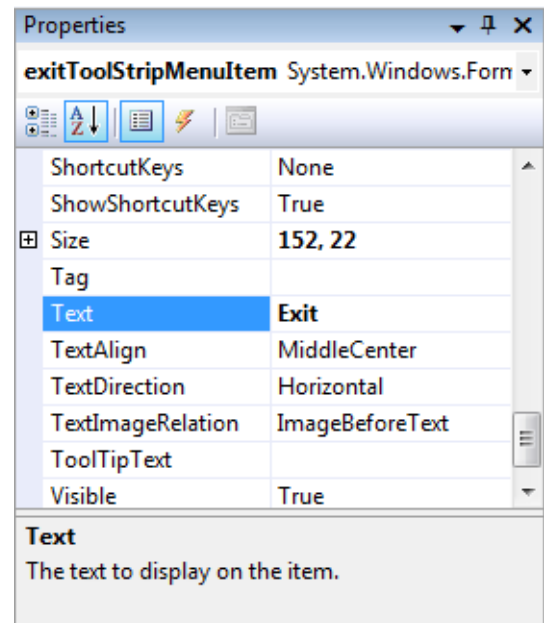 Properties
exitToolStripMenuItem System.Windows.Form
A
Z
ShortcutKeys None
ShowShortcutKeys True
Size 152, 22
Tag
Text Exit
TextAlign MiddleCenter
TextDirection Horizontal
TextImageRelation ImageBeforeText
ToolTipText
Visible True
Text
The text to display on the item.